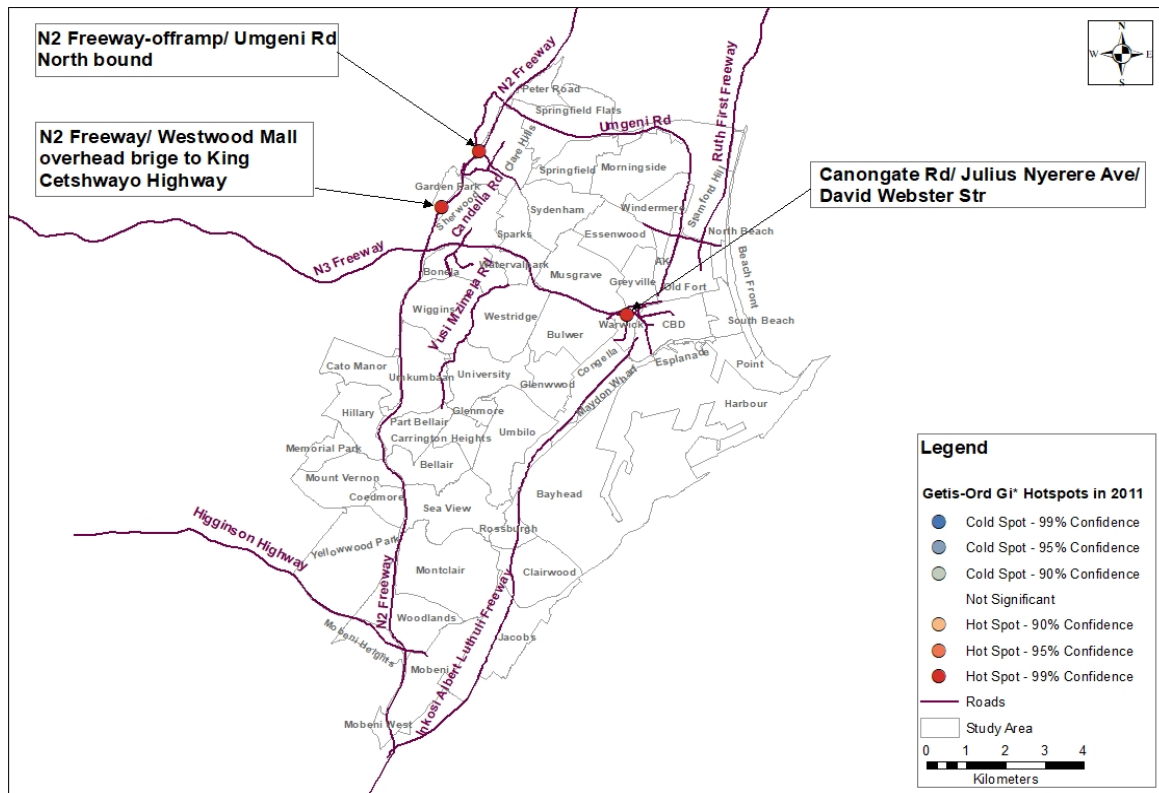 N2 Freeway-offramp/ Umgeni Rd
North bound
N2 Freeway/ Westwood Mall
overhead brige to King
Cetshwayo Highway
Canongate Rd/ Julius Nyerere Ave/
David Webster Str
N
W
E
S
N2 Freeway
Peter Road
Springfield Flats
Umgeni Rd
Ruth First Freeway
Clare Hills
Springfield
Morningside
Garden Park
Sherwood
Candella Rd
Stamford Hill
Sydenham
Windermere
Sparks
Essenwood
North Beach
N3 Freeway
Bonela
Watervalpark
Musgrave
AK
Beach Front
Greyville
Old Fort
Wiggins
Vusi Mzimela Rd
Westridge
Warwick
CBD
South Beach
Bulwer
Congella
Esplanade
Point
Cato Manor
Umkumbaan
University
Glenwwod
Maydon Wharf
Harbour
Hillary
Glenmore
Part Bellair
Umbilo
Carrington Heights
Memorial Park
Bellair
Mount Vernon
Coedmore
Bayhead
Sea View
Rossburgh
Higginson Highway
Yellowwood Park
Montclair
Clairwood
N2 Freeway
Woodlands
Inkosi Albert Luthuli Freeway
Jacobs
Mobeni Heights
Mobeni
Mobeni West
Legend
Getis-Ord Gi* Hotspots in 2011
Cold Spot - 99% Confidence
Cold Spot - 95% Confidence
Cold Spot - 90% Confidence
Not Significant
Hot Spot - 90% Confidence
Hot Spot - 95% Confidence
Hot Spot - 99% Confidence
Roads
Study Area
0 1 2 3 4
Kilometers